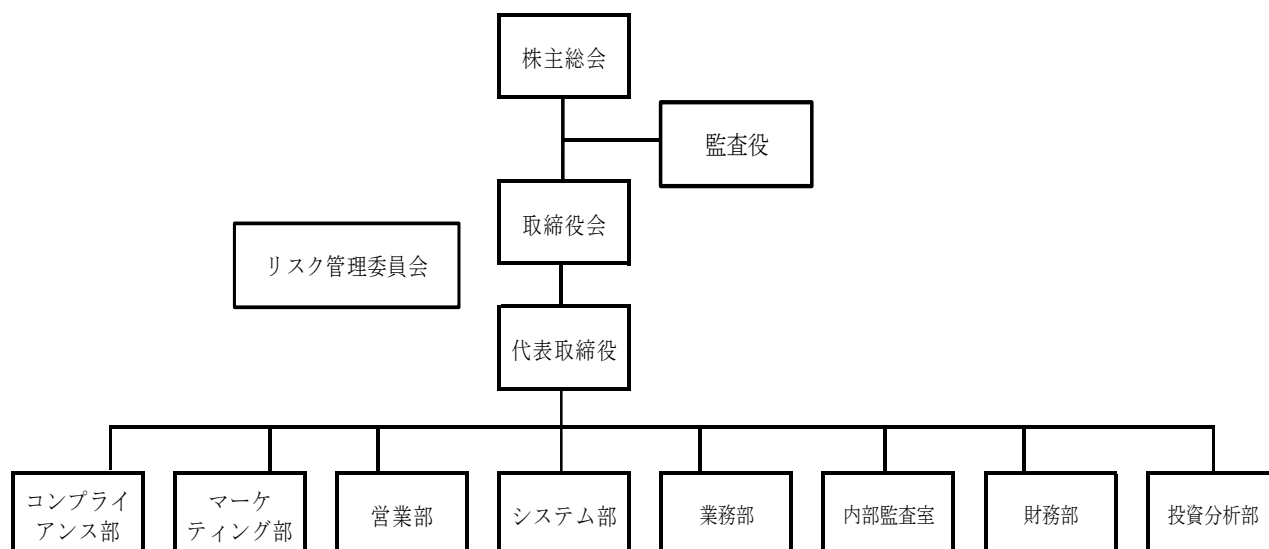 株主総会
監査役
取締役会
リスク管理委員会
代表取締役
コンプライ
アンス部
マーケ
ティング部
営業部
システム部
業務部
内部監査室
財務部
投資分析部